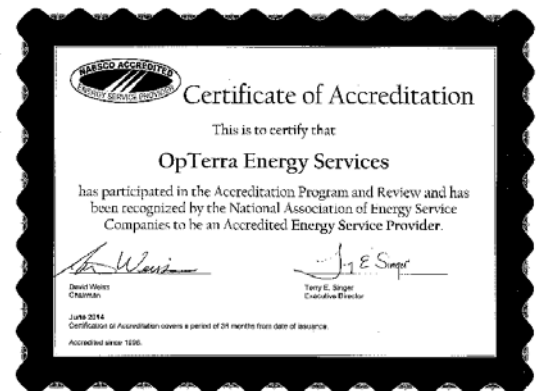 NAESCO ACCREDITED
ENERGY SERVICE PROVIDER
Certificate of Accreditation
This is to certify that
OpTerra Energy Services
has participated in the Accreditation Program and Review and has
been recognized by the National Association of Energy Service
Companies to be an Accredited Energy Service Provider.
David Weiss
Chairman
Terry E. Singer
Executive Director
June 2014
Certification of Accreditation covers a period of 36 months from date of issuance.
Accredited since 1996.